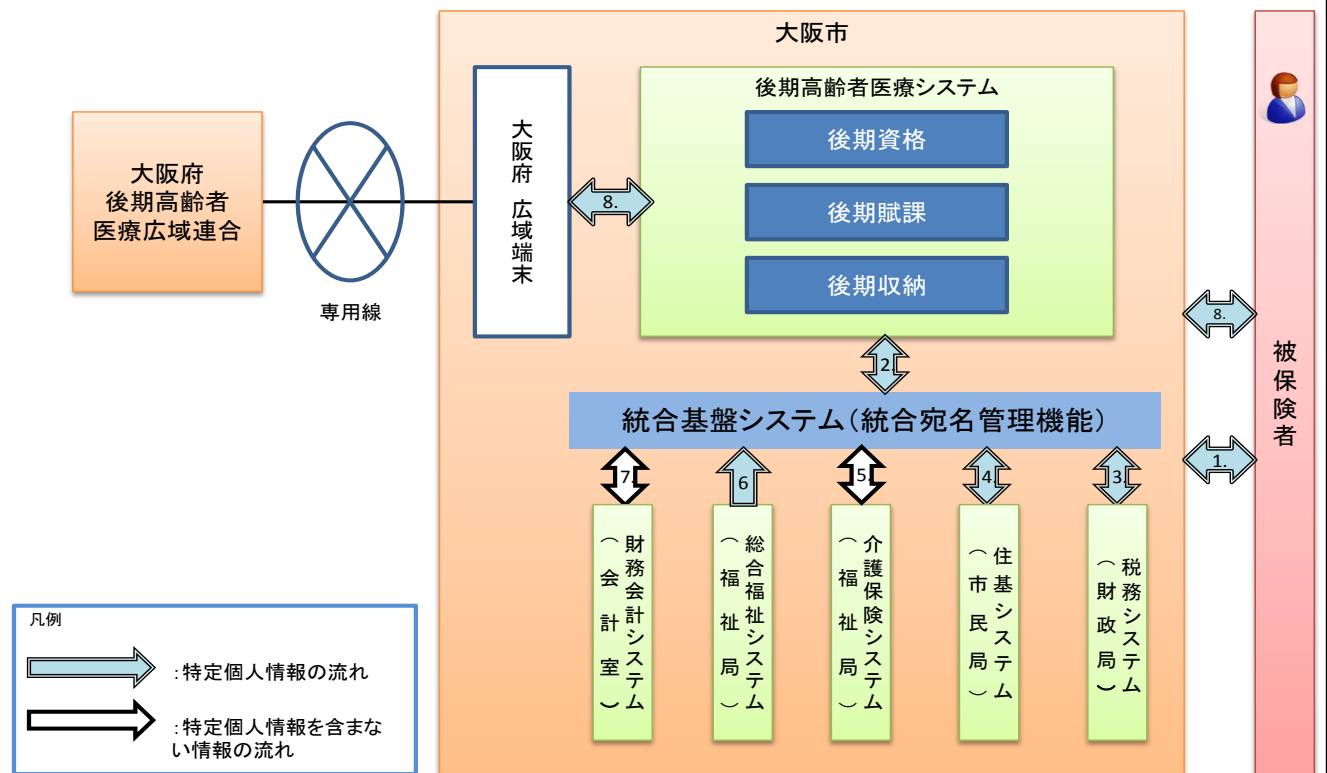 大阪市
大阪府
後期高齢者
医療広域連合
専用線
大阪府 広域端末
8.
後期高齢者医療システム
後期資格
後期賦課
後期収納
2.
8.
1.
被保険者
統合基盤システム(統合宛名管理機能)
7.
6
5.
4.
3.
財務会計システム
(会計室)
総合福祉システム
(福祉局)
介護保険システム
(福祉局)
住基システム
(市民局)
税務システム
(財政局)
凡例
:特定個人情報の流れ
:特定個人情報を含まな
い情報の流れ